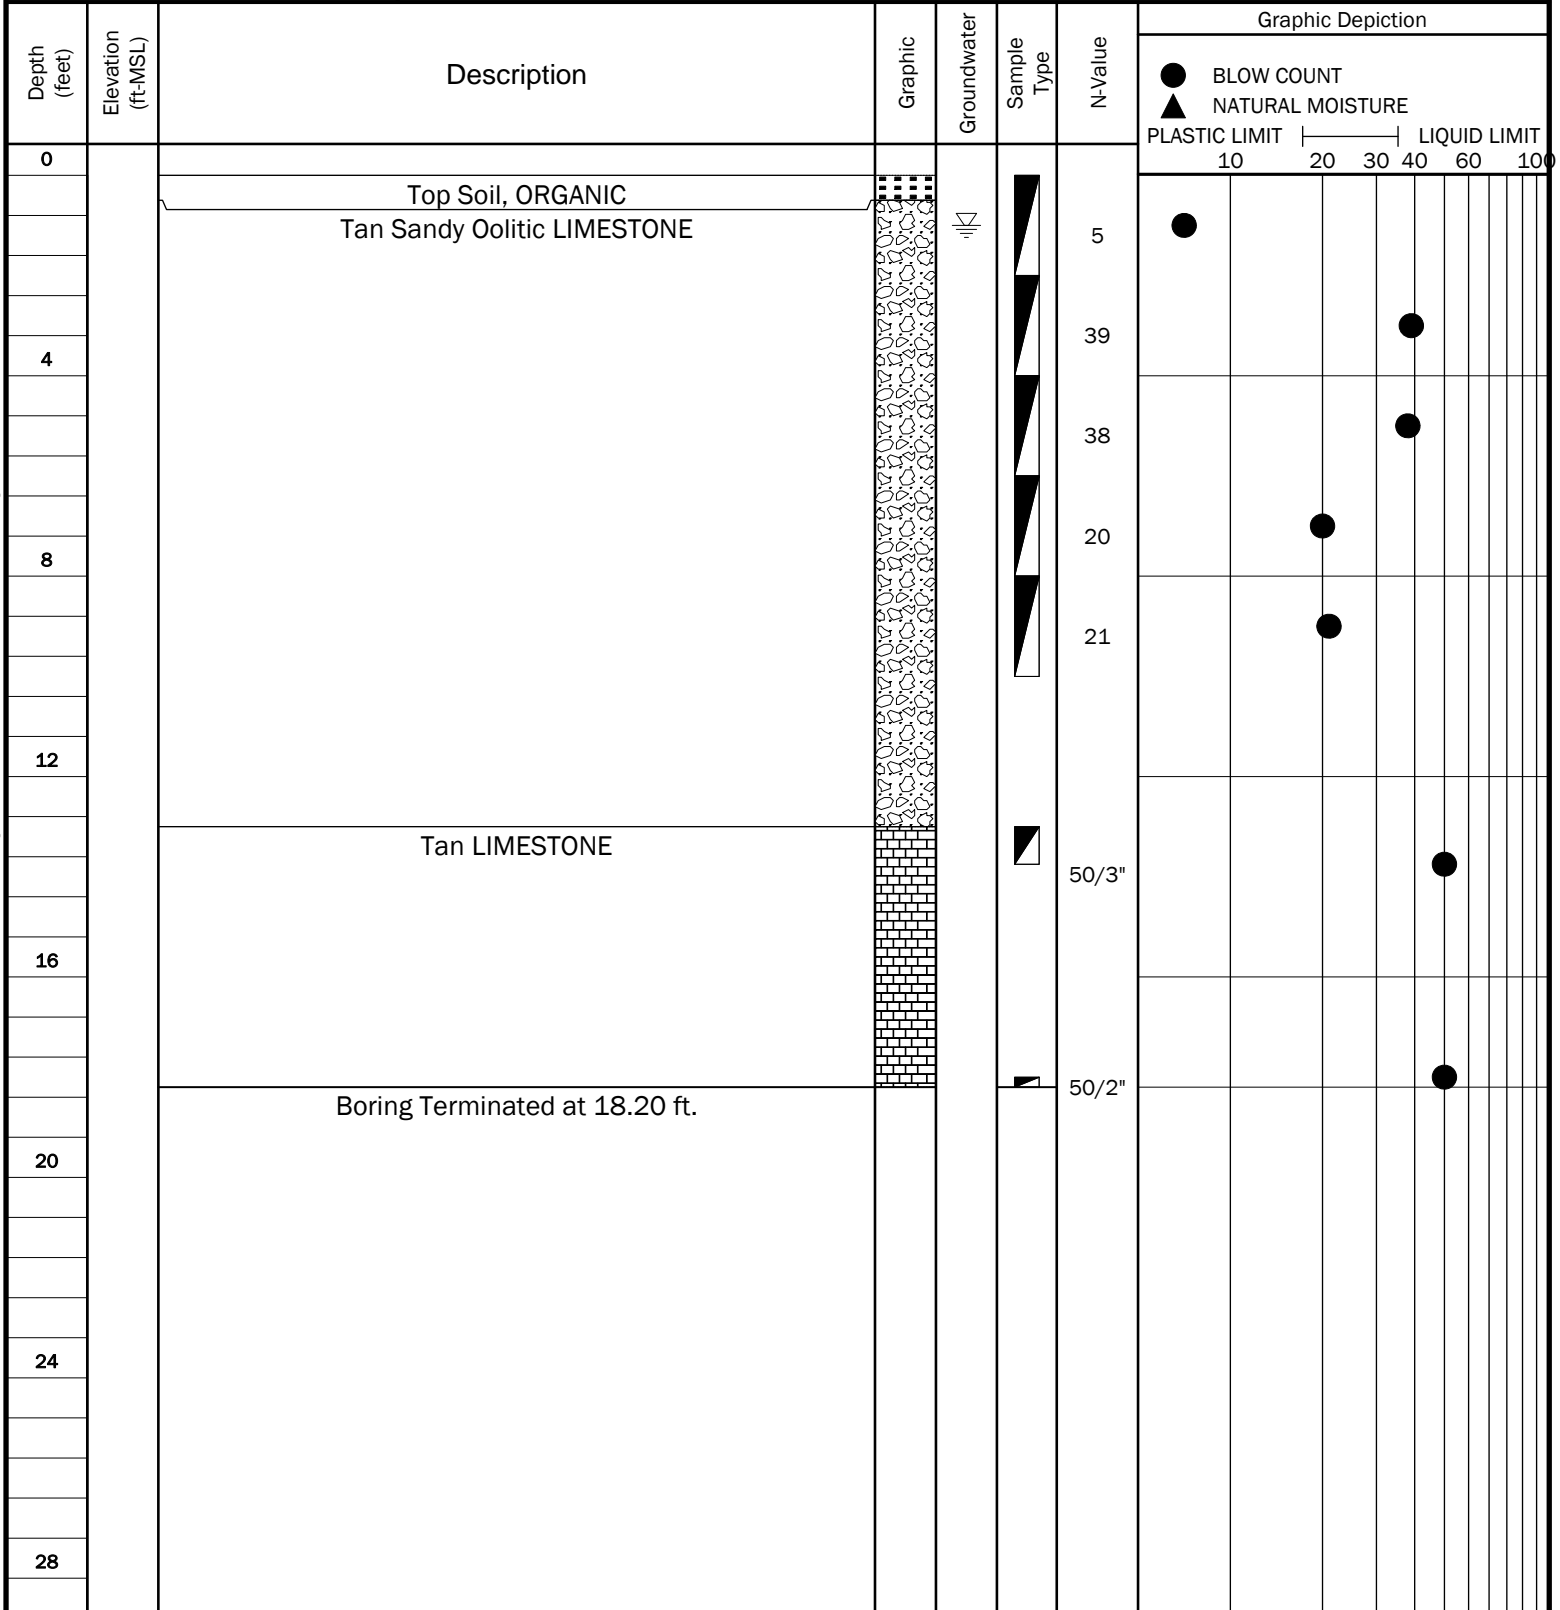 Graphic Depiction
Depth (feet)
Elevation (ft-MSL)
Description
Graphic
Groundwater
Sample Type
N-Value
BLOW COUNT
NATURAL MOISTURE
PLASTIC LIMIT LIQUID LIMIT
0 10 20 30 40 60 100
Top Soil, ORGANIC
Tan Sandy Oolitic LIMESTONE
5
39
4
38
20
8
21
12
Tan LIMESTONE
50/3"
16
50/2"
Boring Terminated at 18.20 ft.
20
24
28